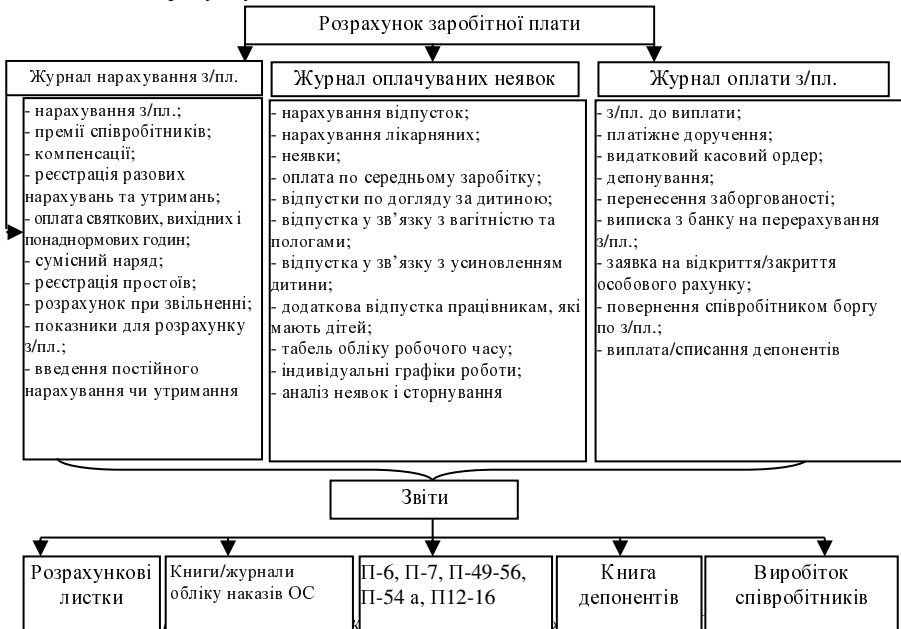 Розрахунок заробітної плати
Журнал нарахування з/пл.
- нарахування з/пл.;
- премії співробітників;
- компенсації;
- реєстрація разових
нарахувань та утримань;
- оплата святкових, вихідних і
понаднормових годин;
- сумісний наряд;
- реєстрація простоїв;
- розрахунок при звільненні;
- показники для розрахунку
з/пл.;
- введення постійного
нарахування чи утримання
Журнал оплачуваних неявок
- нарахування відпусток;
- нарахування лікарняних;
- неявки;
- оплата по середньому заробітку;
- відпустки по догляду за дитиною;
- відпустка у зв’язку з вагітністю та
пологами;
- відпустка у зв’язку з усиновленням
дитини;
- додаткова відпустка працівникам, які
мають дітей;
- табель обліку робочого часу;
- індивідуальні графіки роботи;
- аналіз неявок і сторнування
Журнал оплати з/пл.
- з/пл. до виплати;
- платіжне доручення;
- видатковий касовий ордер;
- депонування;
- перенесення заборгованості;
- виписка з банку на перерахування
з/пл.;
- заявка на відкриття/закриття
особового рахунку;
- повернення співробітником боргу
по з/пл.;
- виплата/списання депонентів
Звіти
Розрахункові
листки
Книги/журнали
обліку наказів ОС
П-6, П-7, П-49-56,
П-54 а, П12-16
Книга
депонентів
Виробіток
співробітників